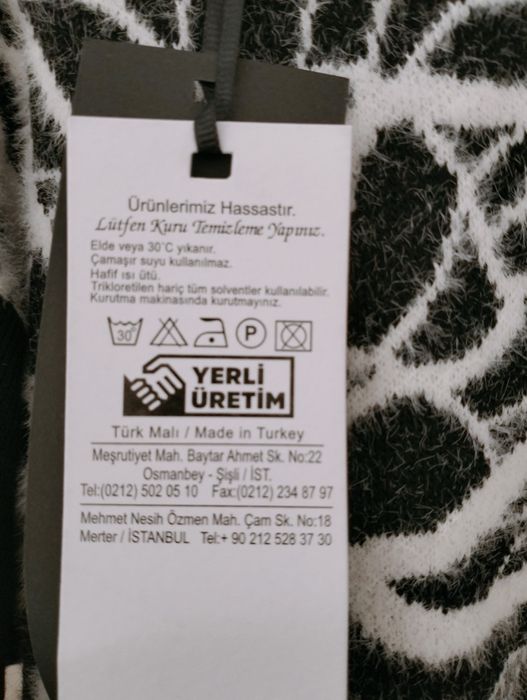 Ürünlerimiz Hassastır.
Lütfen Kuru Temizleme Yapınız.
Elde veya 30°C yıkanır.
Çamaşır suyu kullanılmaz.
Hafif ısı ütü.
Trikloretilen hariç tüm solventler kullanılabilir.
Kurutma makinasında kurutmayınız.
30° P
YERLİ
ÜRETİM
Türk Malı / Made in Turkey
Meşrutiyet Mah. Baytar Ahmet Sk. No:22
Osmanbey - Şişli / İST.
Tel:(0212) 502 05 10 Fax:(0212) 234 87 97
Mehmet Nesih Özmen Mah. Çam Sk. No:18
Merter / İSTANBUL Tel:+ 90 212 528 37 30